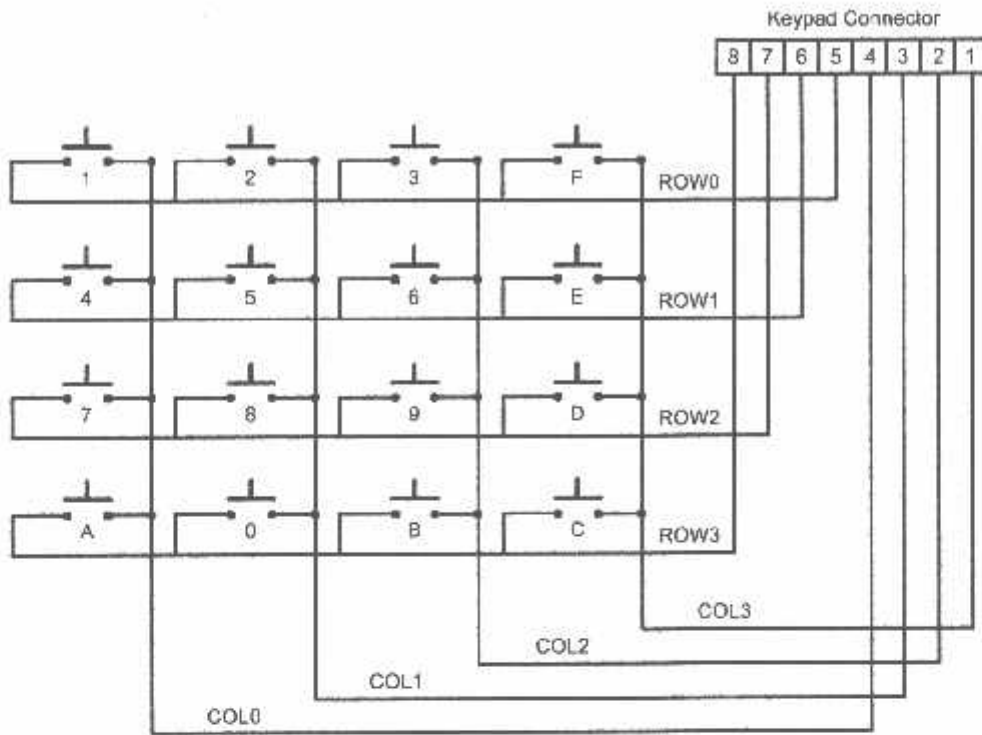 Keypad Connector
8 7 6 5 4 3 2 1
1 2 3 F
ROW0
4 5 6 E
ROW1
7 8 9 D
ROW2
A 0 B C
ROW3
COL3
COL2
COL1
COL0